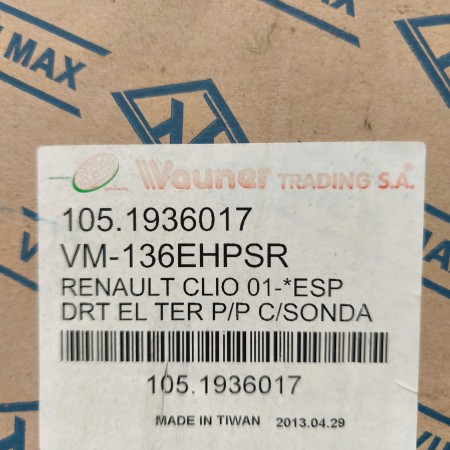 MAX
Wauner TRADING S.A.
105.1936017
VM-136EHPSR
RENAULT CLIO 01-*ESP
DRT EL TER P/P C/SONDA
105.1936017
MADE IN TIWAN 2013.04.29